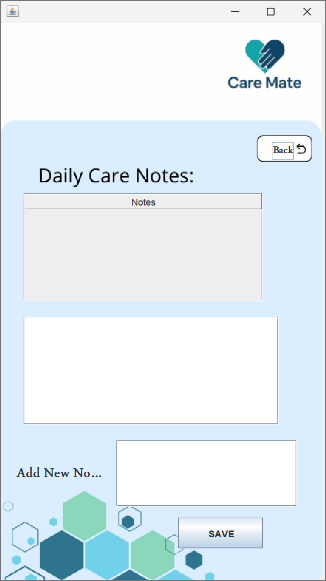 Care Mate
Back
Daily Care Notes:
Notes
Add New No...
SAVE